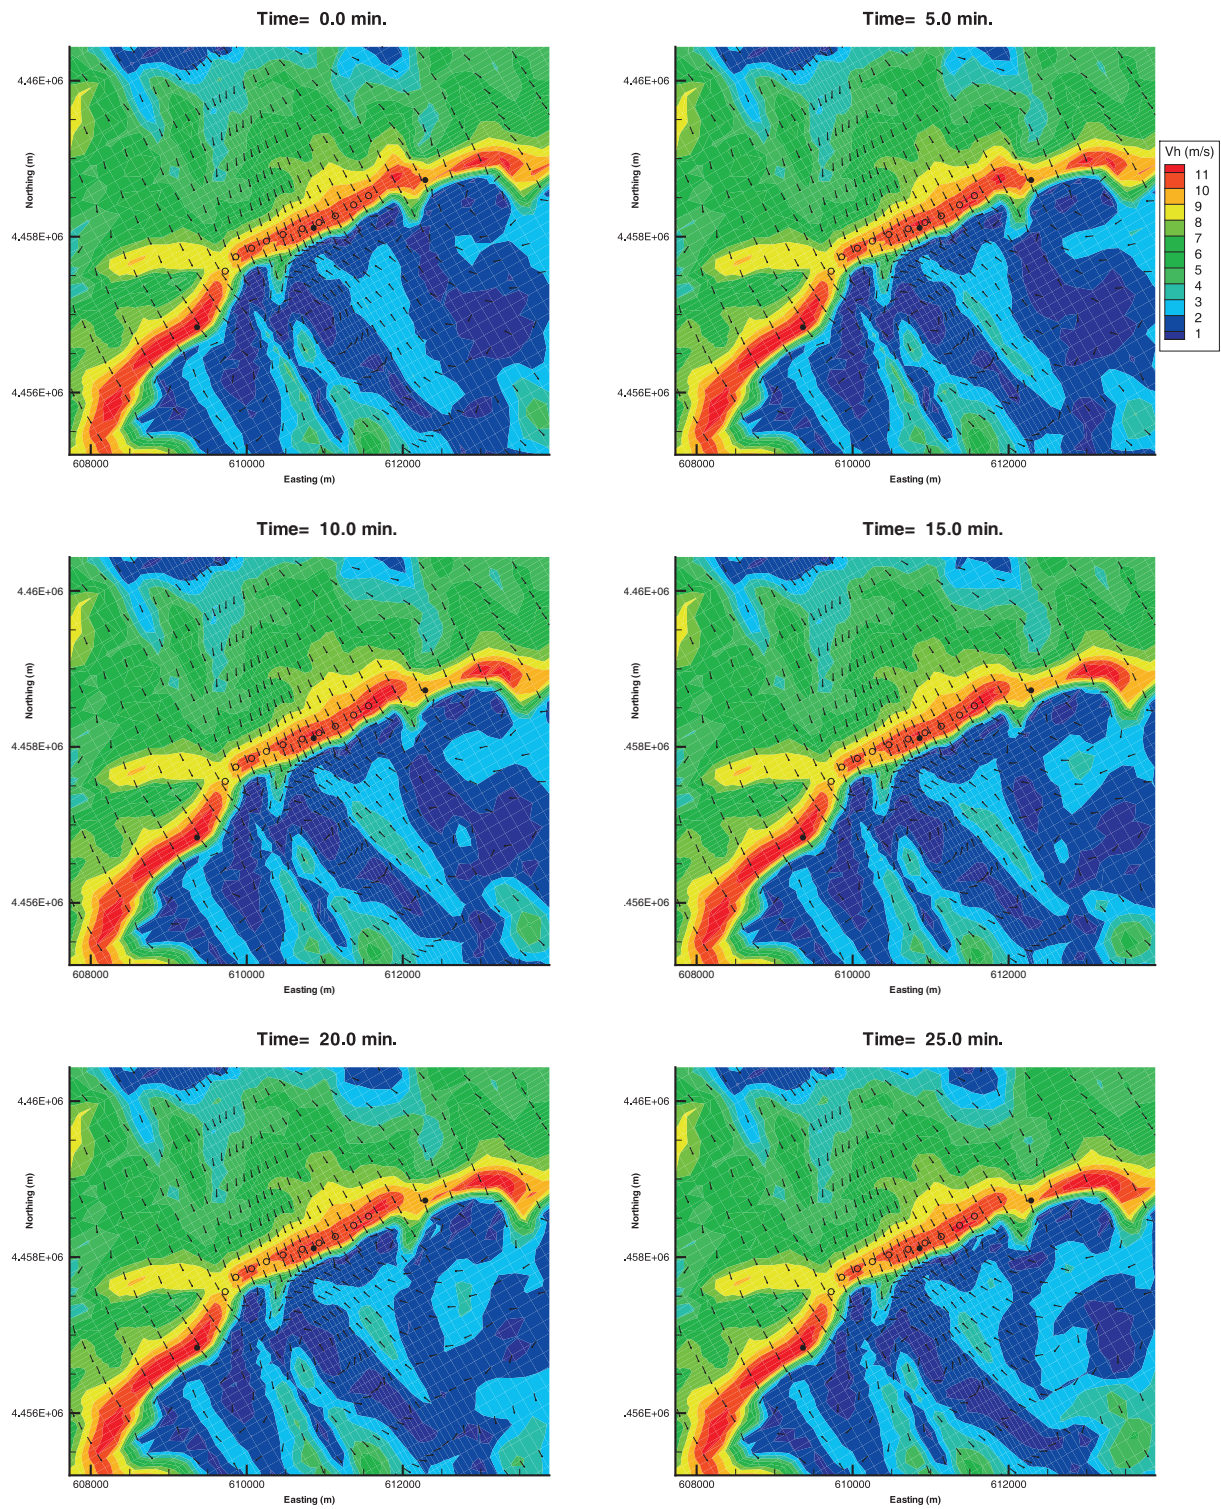 Time= 0.0 min.
Time= 5.0 min.
4.46E+06
4.458E+06
4.456E+06
Northing (m)
608000 610000 612000
Easting (m)
4.46E+06
4.458E+06
4.456E+06
Northing (m)
608000 610000 612000
Easting (m)
Vh (m/s)
11
10
9
8
7
6
5
4
3
2
1
Time= 10.0 min.
Time= 15.0 min.
4.46E+06
4.458E+06
4.456E+06
Northing (m)
608000 610000 612000
Easting (m)
4.46E+06
.458E+06
.456E+06
Northing (m)
608000 610000 612000
Easting (m)
Time= 20.0 min.
Time= 25.0 min.
4.46E+06
4.458E+06
4.456E+06
Northing (m)
608000 610000 612000
Easting (m)
4.46E+06
4.458E+06
.456E+06
Northing (m)
608000 610000 612000
Easting (m)